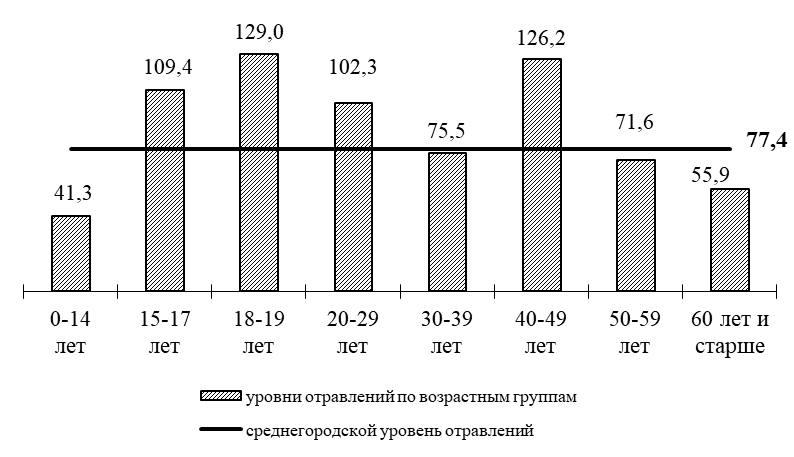 129,0
126,2
109,4
102,3
75,5
71,6
77,4
55,9
41,3
0-14 лет
15-17 лет
18-19 лет
20-29 лет
30-39 лет
40-49 лет
50-59 лет
60 лет и старше
уровни отравлений по возрастным группам
среднегородской уровень отравлений